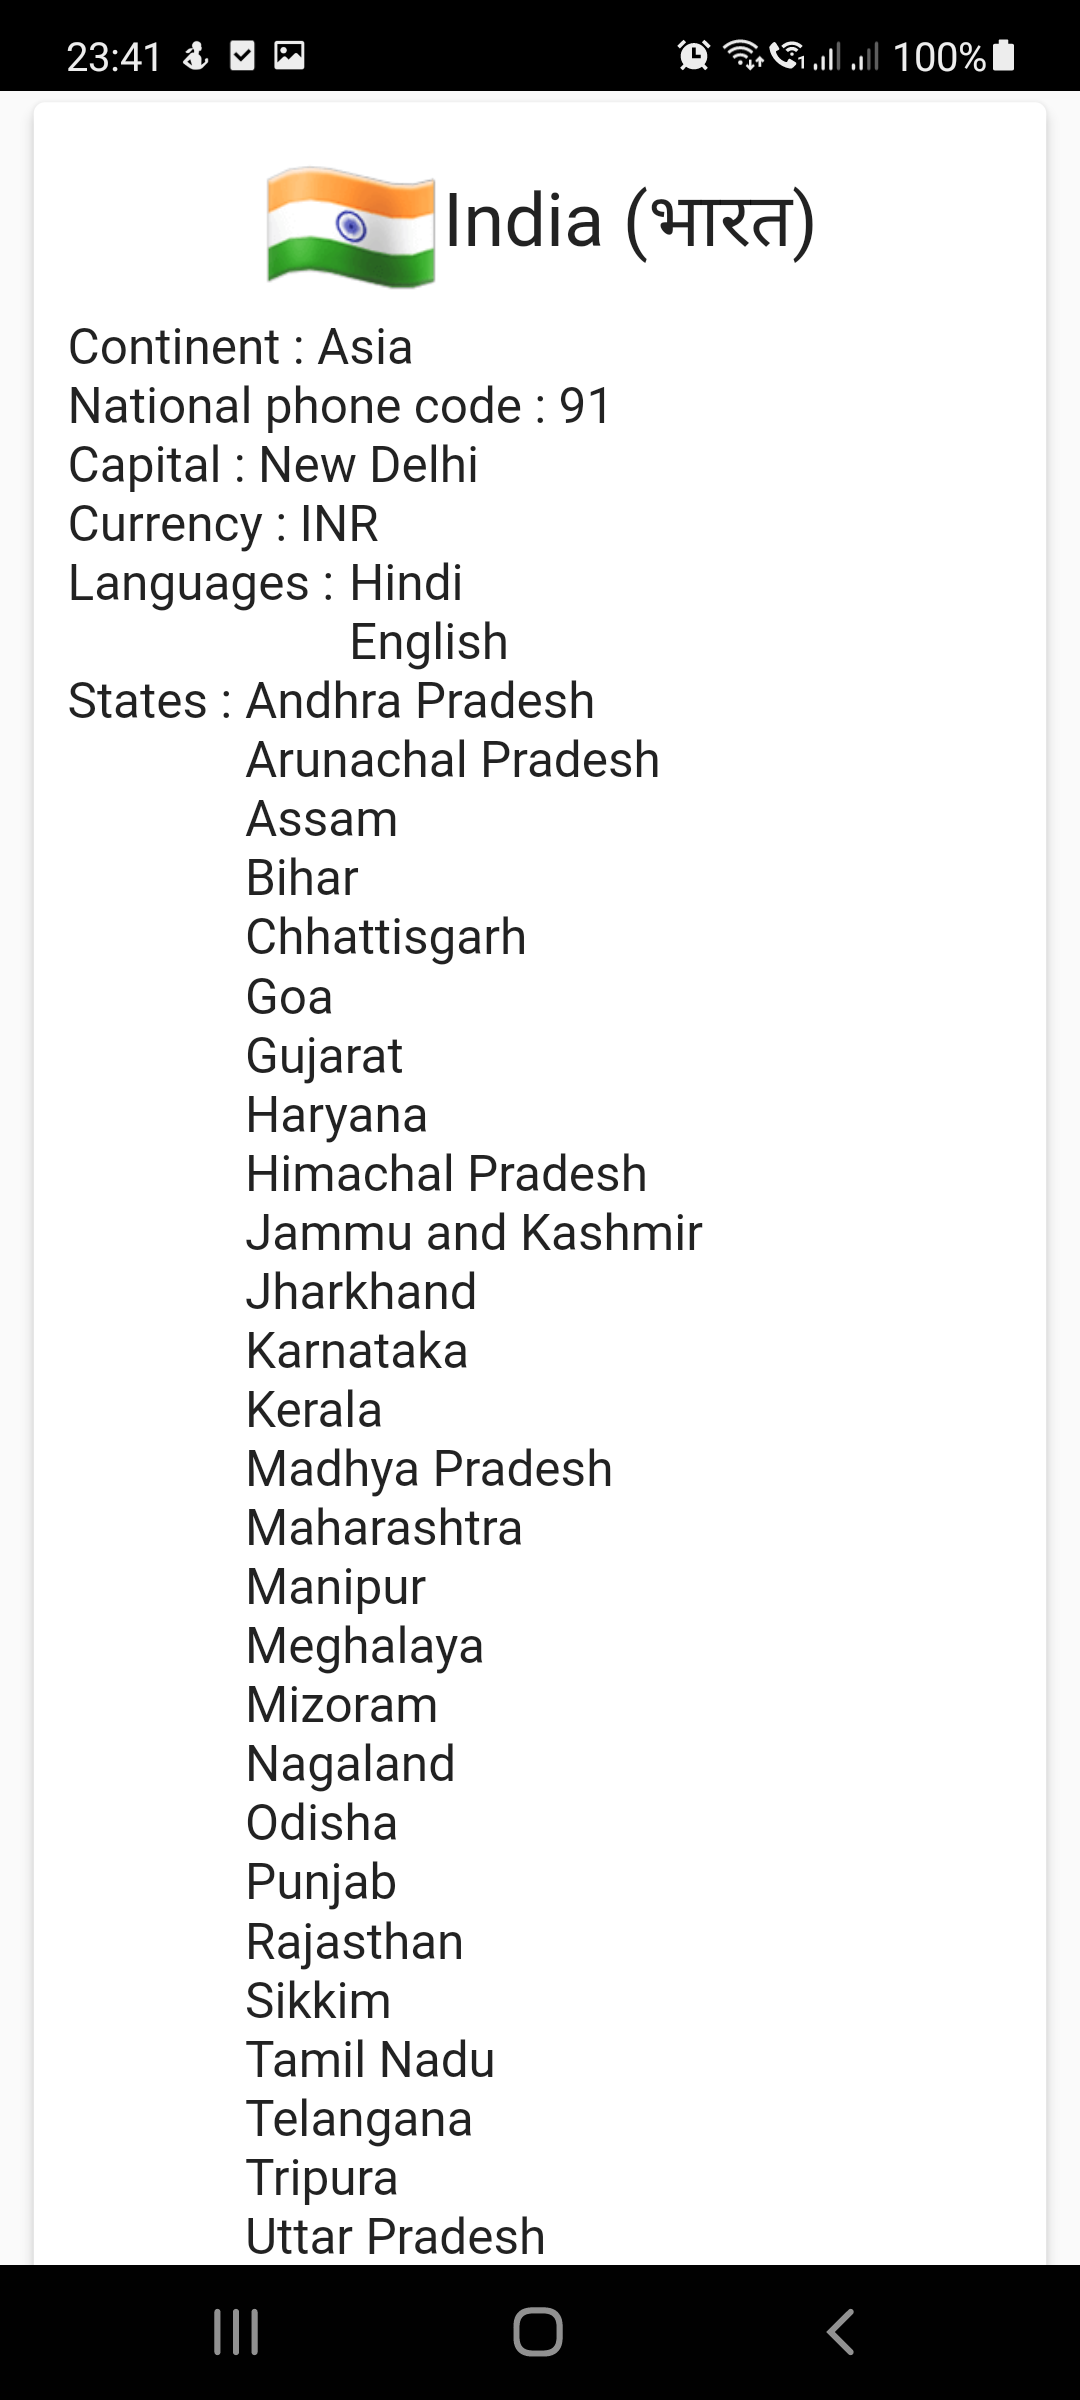 23:41 1 100%
India (भारत)
Continent : Asia
National phone code : 91
Capital : New Delhi
Currency : INR
Languages : Hindi
English
States : Andhra Pradesh
Arunachal Pradesh
Assam
Bihar
Chhattisgarh
Goa
Gujarat
Haryana
Himachal Pradesh
Jammu and Kashmir
Jharkhand
Karnataka
Kerala
Madhya Pradesh
Maharashtra
Manipur
Meghalaya
Mizoram
Nagaland
Odisha
Punjab
Rajasthan
Sikkim
Tamil Nadu
Telangana
Tripura
Uttar Pradesh